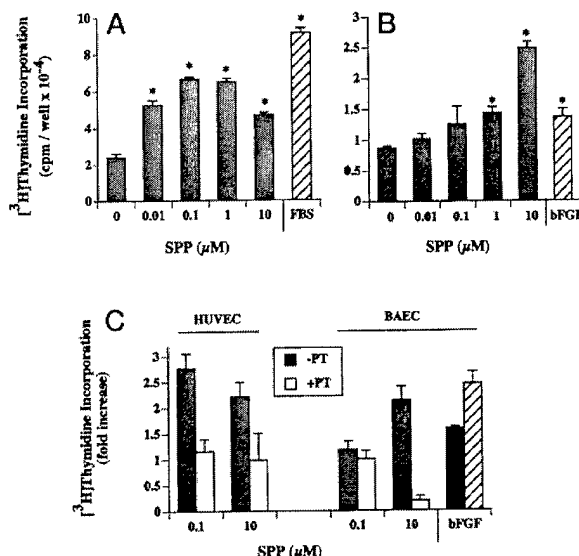 A
[3H]Thymidine Incorporation
(cpm / well x 10-4)
10
8
6
4
2
0
*
*
*
*
*
0
0.01
0.1
1
10
FBS
SPP (µM)
B
3
2.5
2
1.5
1
0.5
0
*
*
*
0
0.01
0.1
1
10
bFGF
SPP (µM)
C
HUVEC
BAEC
-PT
+PT
[3H]Thymidine Incorporation
(fold increase)
2.5
2
1.5
1
0.5
0
0.1
10
0.1
10
bFGF
SPP (µM)